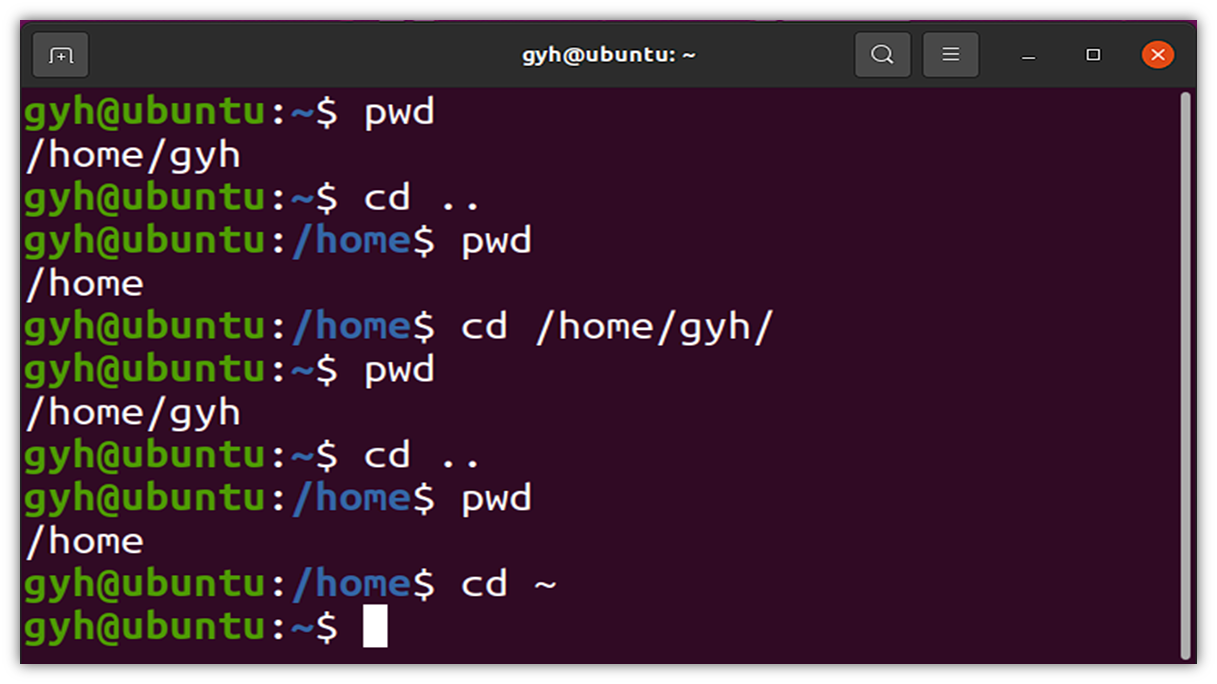 gyh@ubuntu: ~
gyh@ubuntu:~$ pwd
/home/gyh
gyh@ubuntu:~$ cd ..
gyh@ubuntu:/home$ pwd
/home
gyh@ubuntu:/home$ cd /home/gyh/
gyh@ubuntu:~$ pwd
/home/gyh
gyh@ubuntu:~$ cd ..
gyh@ubuntu:/home$ pwd
/home
gyh@ubuntu:/home$ cd ~
gyh@ubuntu:~$